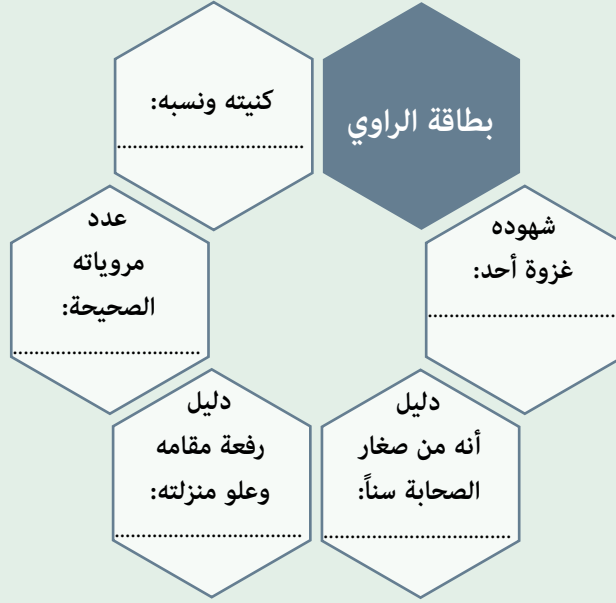 بطاقة الراوي
كنيته ونسبه:
................................
عدد
مروياته
الصحيحة:
................................
دليل
رفعة مقامه
وعلو منزلته:
................................
دليل
أنه من صغار
الصحابة سناً:
................................
شهوده
غزوة أحد:
................................